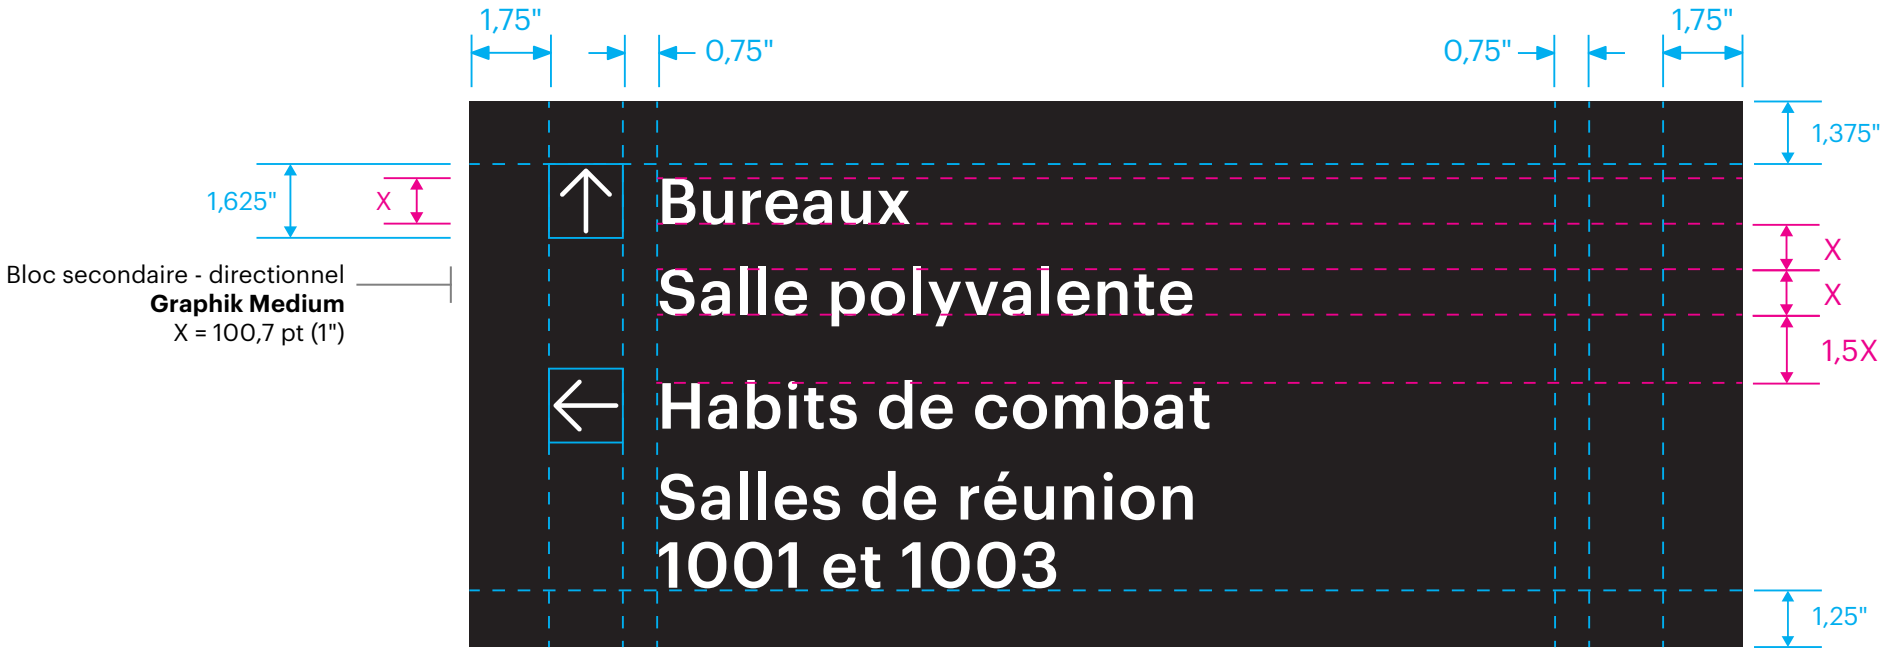 1,75"
0,75"
0,75"
1,75"
1,375"
1,625"
X
Bureaux
X
Bloc secondaire - directionnel
Graphik Medium
X = 100,7 pt (1")
Salle polyvalente
X
1,5X
Habits de combat
Salles de réunion
1001 et 1003
1,25"